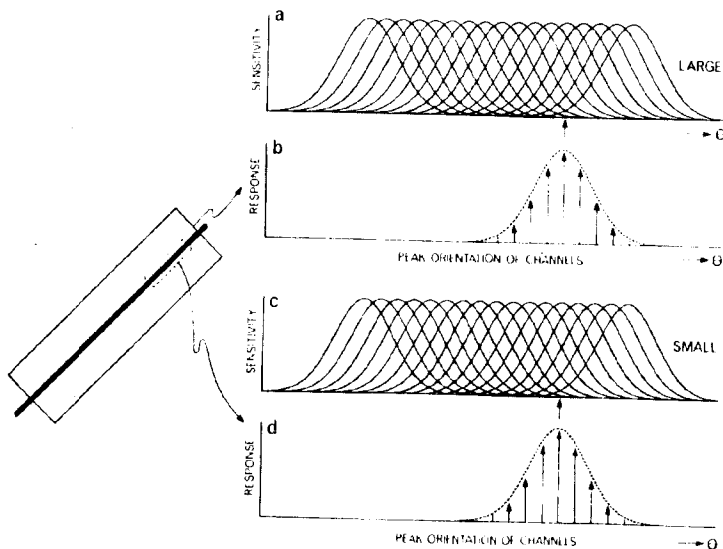 a
SENSITIVITY
LARGE
θ
b
RESPONSE
PEAK ORIENTATION OF CHANNELS
θ
c
SENSITIVITY
SMALL
d
RESPONSE
PEAK ORIENTATION OF CHANNELS
θ